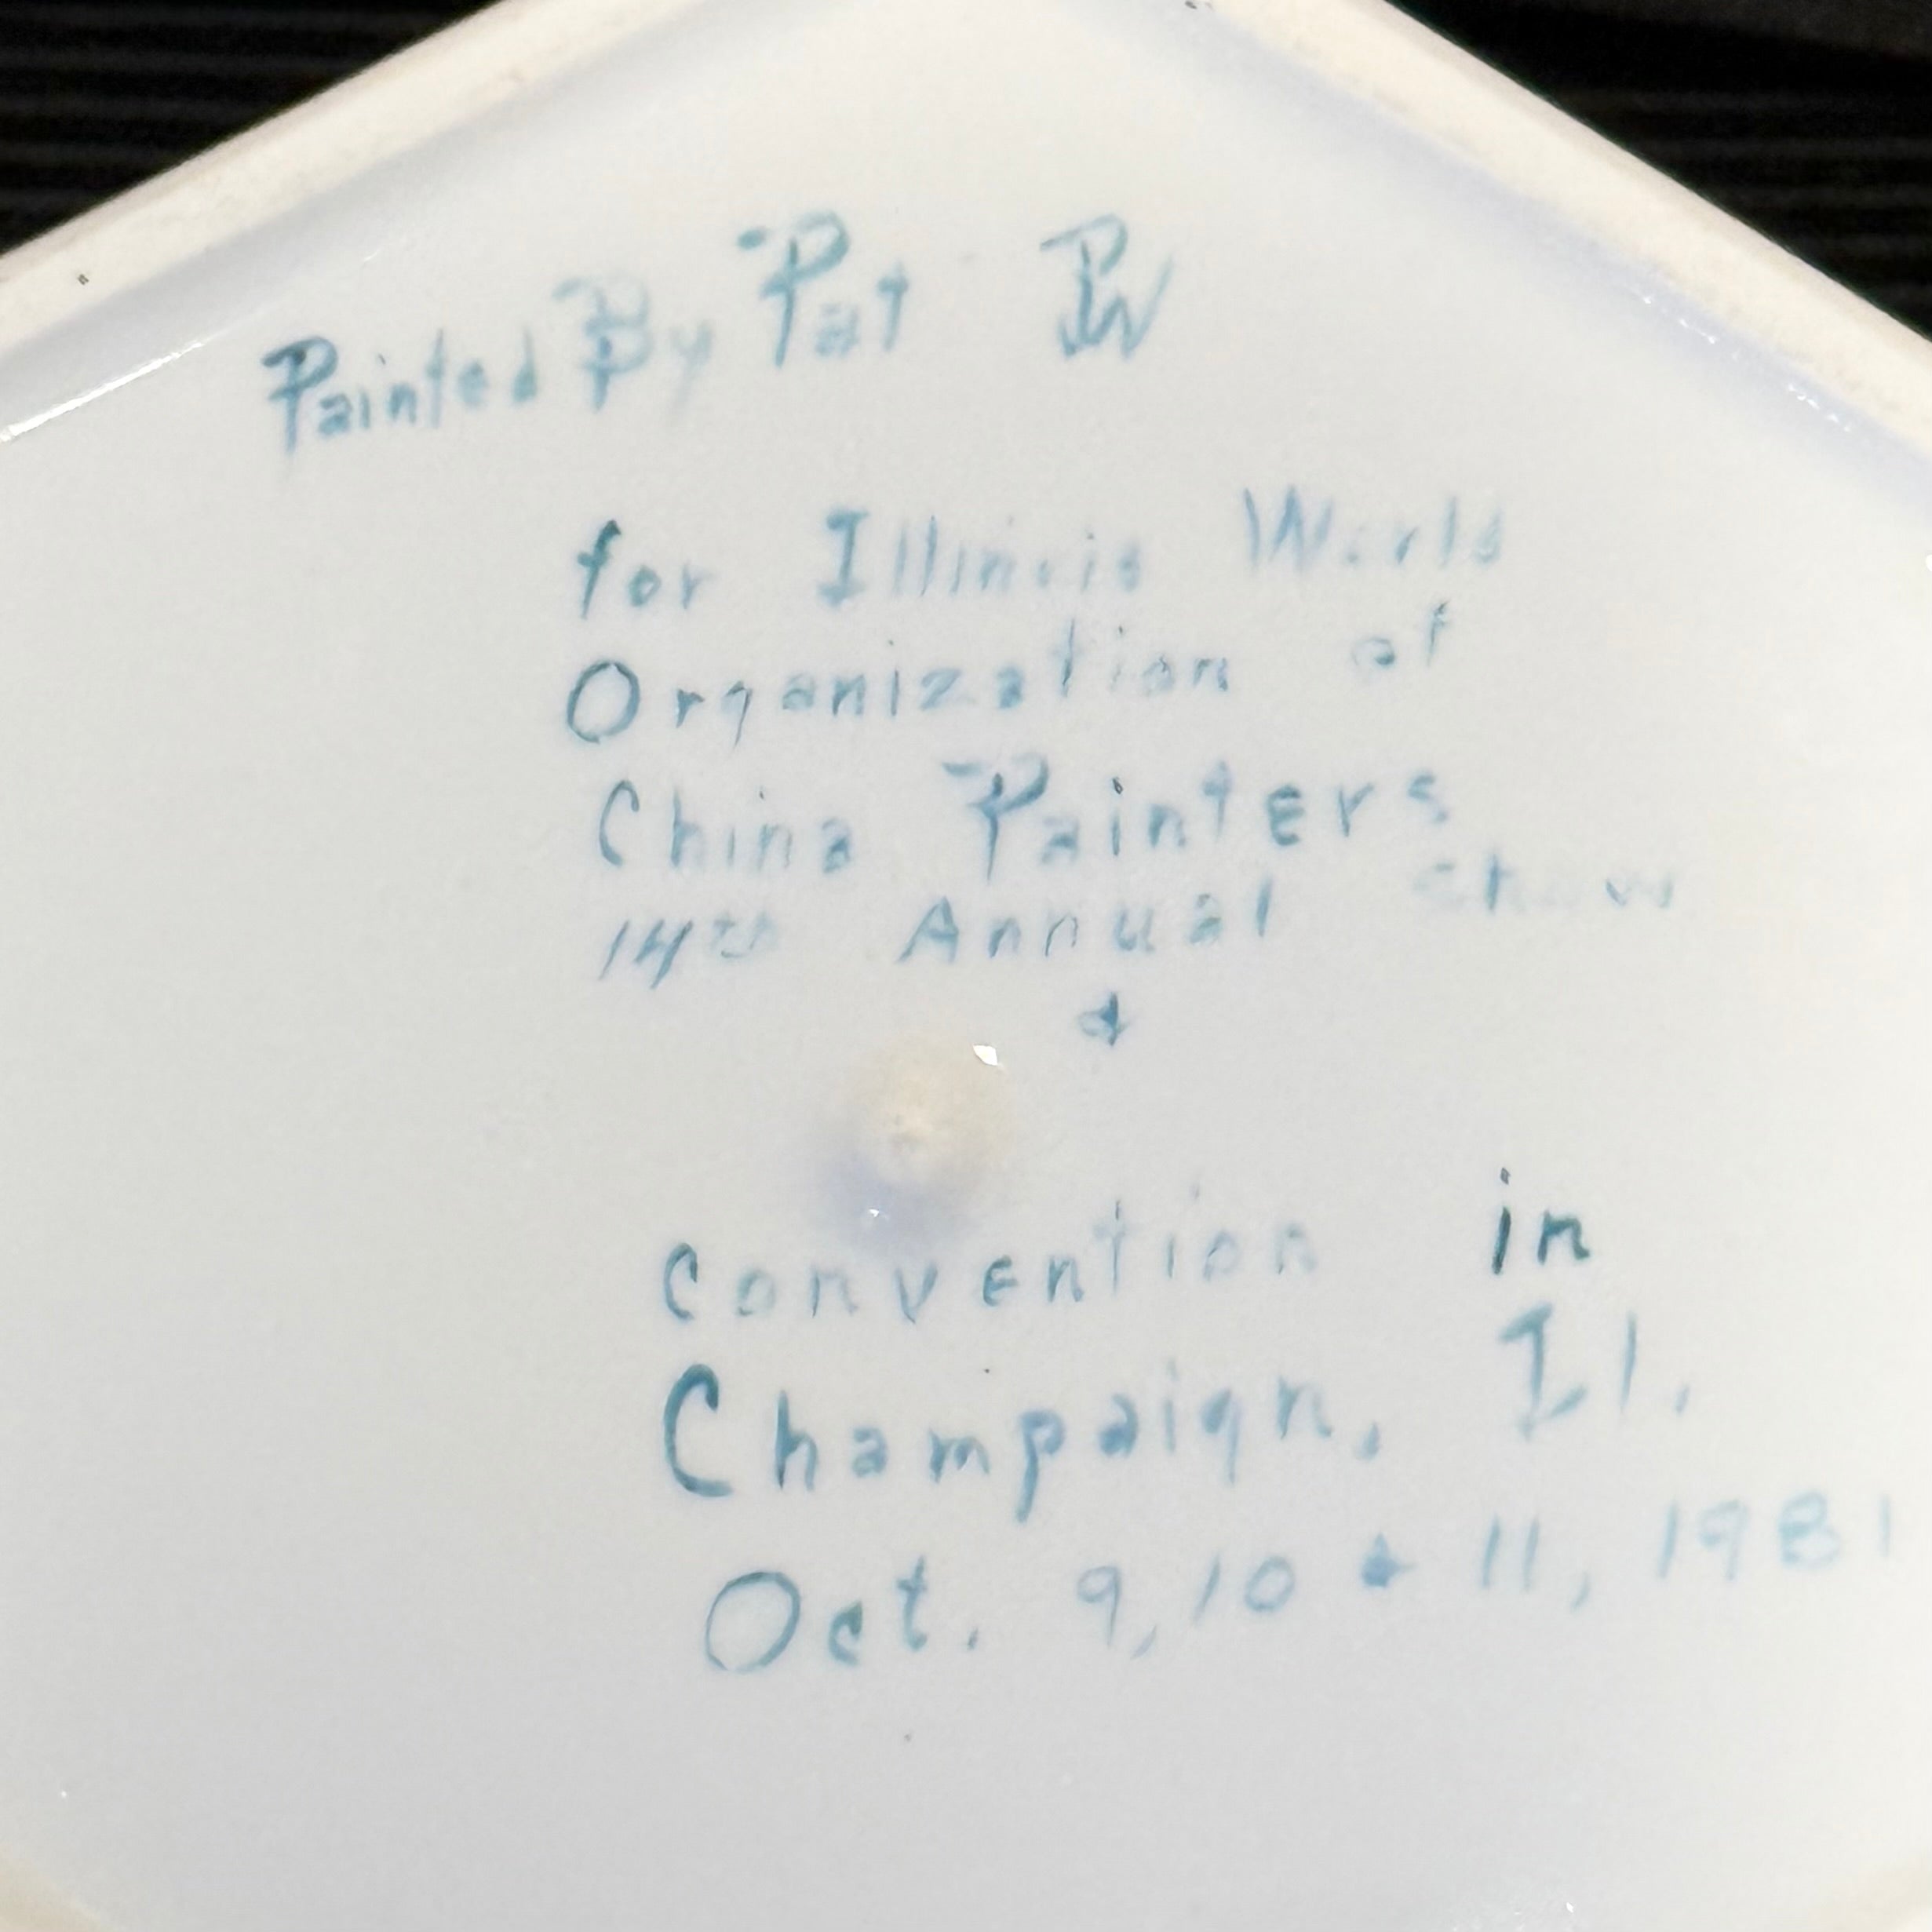 Painted By Pat PW
for Illinois World
Organization of
China Painters
14th Annual Show
&
Convention in
Champaign, Il.
Oct. 9, 10 & 11, 1981